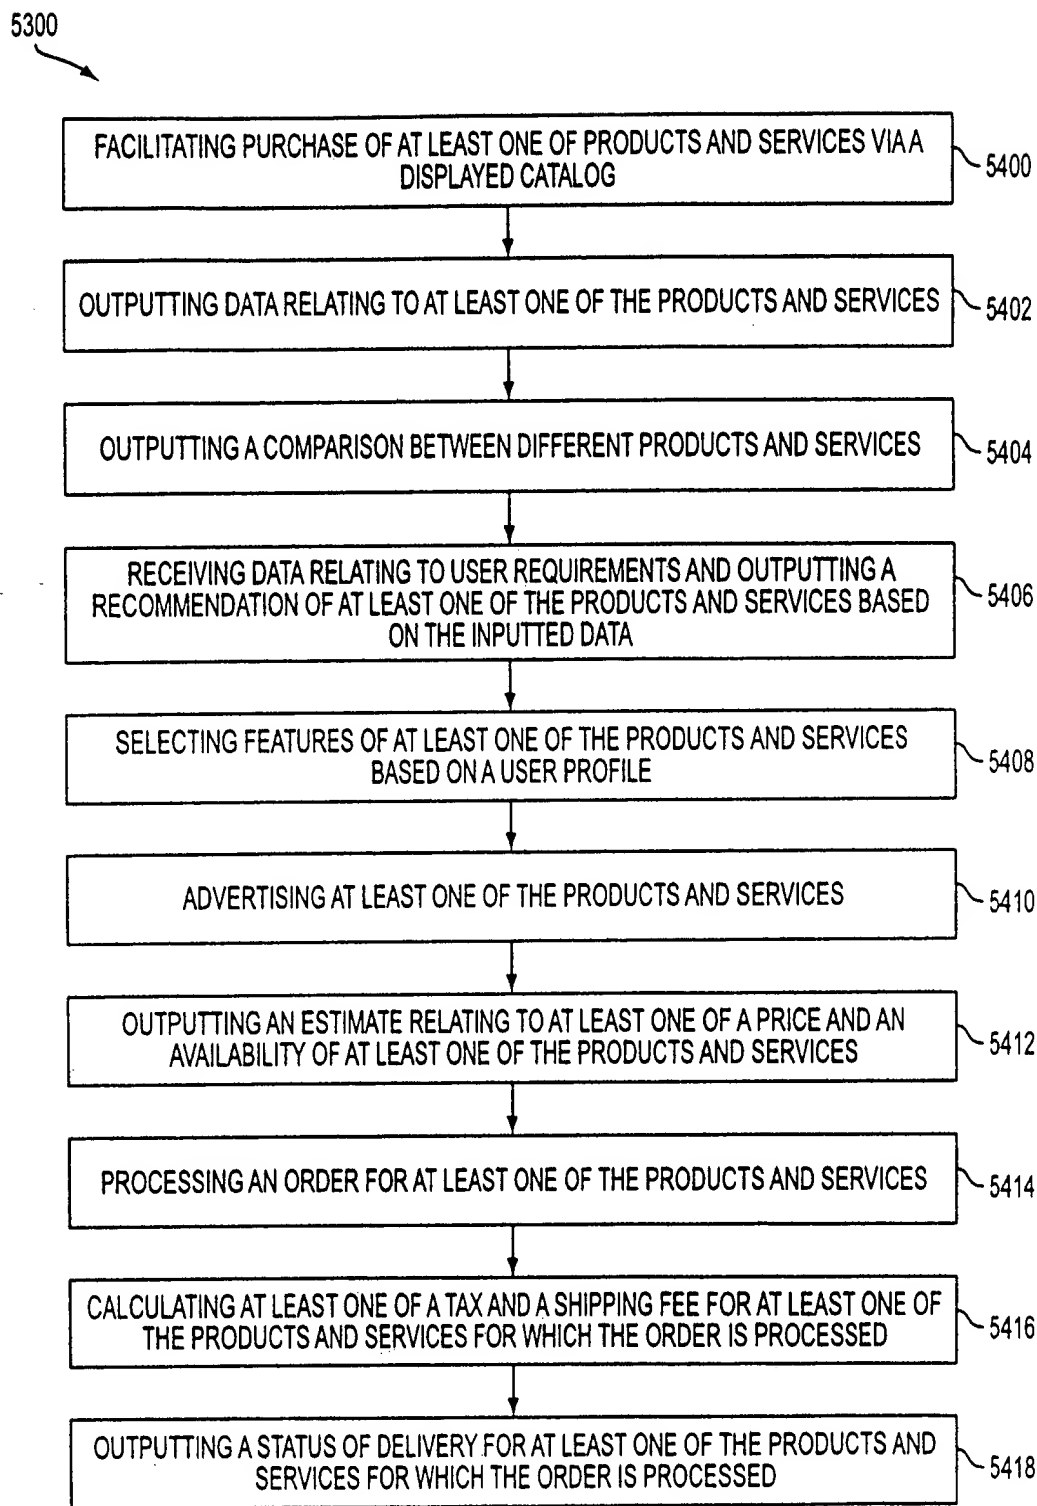 5300
FACILITATING PURCHASE OF AT LEAST ONE OF PRODUCTS AND SERVICES VIA A
DISPLAYED CATALOG
5400
OUTPUTTING DATA RELATING TO AT LEAST ONE OF THE PRODUCTS AND SERVICES
5402
OUTPUTTING A COMPARISON BETWEEN DIFFERENT PRODUCTS AND SERVICES
5404
RECEIVING DATA RELATING TO USER REQUIREMENTS AND OUTPUTTING A
RECOMMENDATION OF AT LEAST ONE OF THE PRODUCTS AND SERVICES BASED
ON THE INPUTTED DATA
5406
SELECTING FEATURES OF AT LEAST ONE OF THE PRODUCTS AND SERVICES
BASED ON A USER PROFILE
5408
ADVERTISING AT LEAST ONE OF THE PRODUCTS AND SERVICES
5410
OUTPUTTING AN ESTIMATE RELATING TO AT LEAST ONE OF A PRICE AND AN
AVAILABILITY OF AT LEAST ONE OF THE PRODUCTS AND SERVICES
5412
PROCESSING AN ORDER FOR AT LEAST ONE OF THE PRODUCTS AND SERVICES
5414
CALCULATING AT LEAST ONE OF A TAX AND A SHIPPING FEE FOR AT LEAST ONE OF
THE PRODUCTS AND SERVICES FOR WHICH THE ORDER IS PROCESSED
5416
OUTPUTTING A STATUS OF DELIVERY FOR AT LEAST ONE OF THE PRODUCTS AND
SERVICES FOR WHICH THE ORDER IS PROCESSED
5418